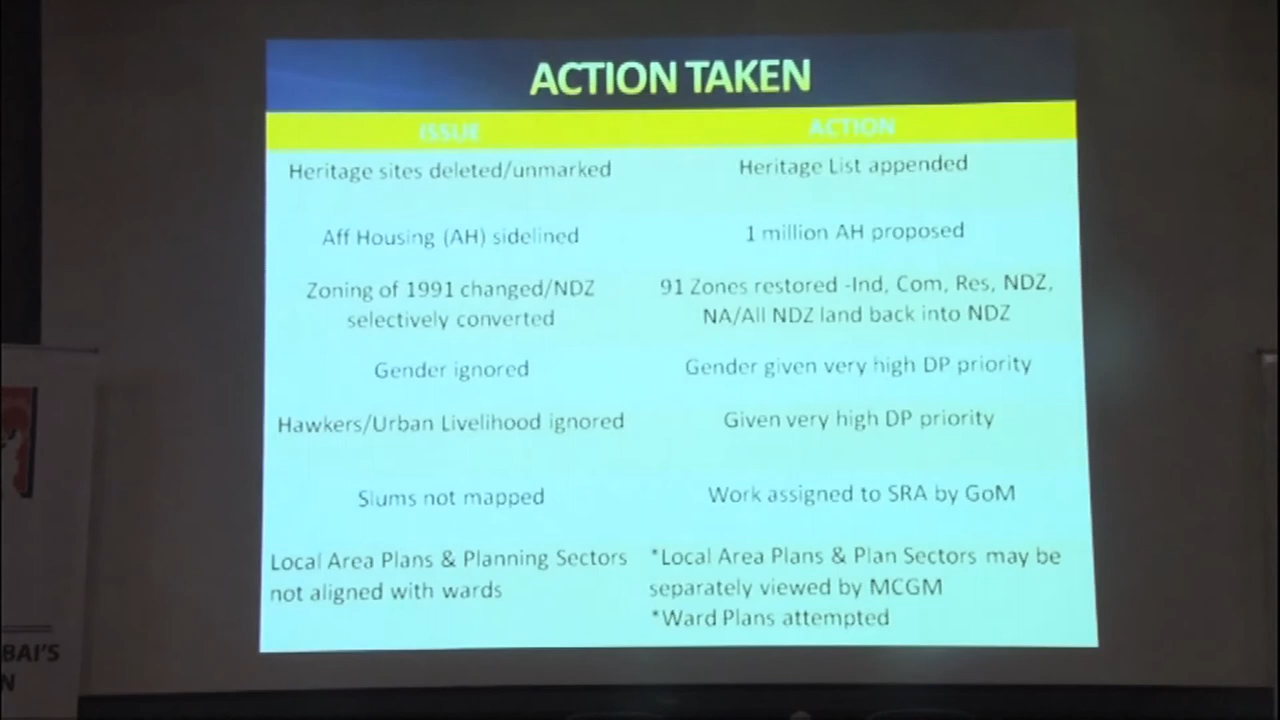 ACTION TAKEN
ISSUE
ACTION
Heritage sites deleted/unmarked
Heritage List appended
Aff Housing (AH) sidelined
1 million AH proposed
Zoning of 1991 changed/NDZ
selectively converted
91 Zones restored -Ind, Com, Res, NDZ,
NA/All NDZ land back into NDZ
Gender ignored
Gender given very high DP priority
Hawkers/Urban Livelihood ignored
Given very high DP priority
Slums not mapped
Work assigned to SRA by GoM
Local Area Plans & Planning Sectors
not aligned with wards
*Local Area Plans & Plan Sectors may be
separately viewed by MCGM
*Ward Plans attempted
BAI'S
N